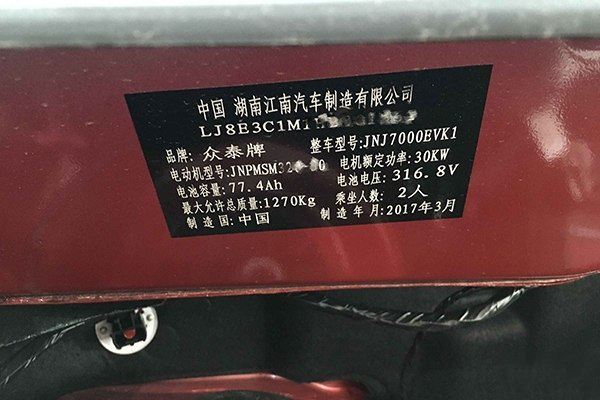 中国 湖南江南汽车制造有限公司
LJ8E3C1M1
品牌: 众泰牌 整车型号:JNJ7000EVK1
电动机型号: 电机额定功率:30KW
电池容量:77.4Ah 电池电压:316.8V
最大允许总质量:1270Kg 乘坐人数: 2人
制造国:中国 制造年月:2017年3月